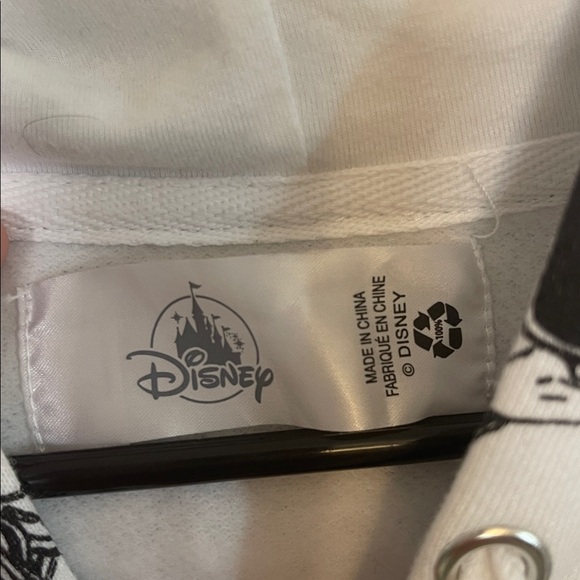 Disney
MADE IN CHINA
FABRIQUÉ EN CHINE
© DISNEY
100%